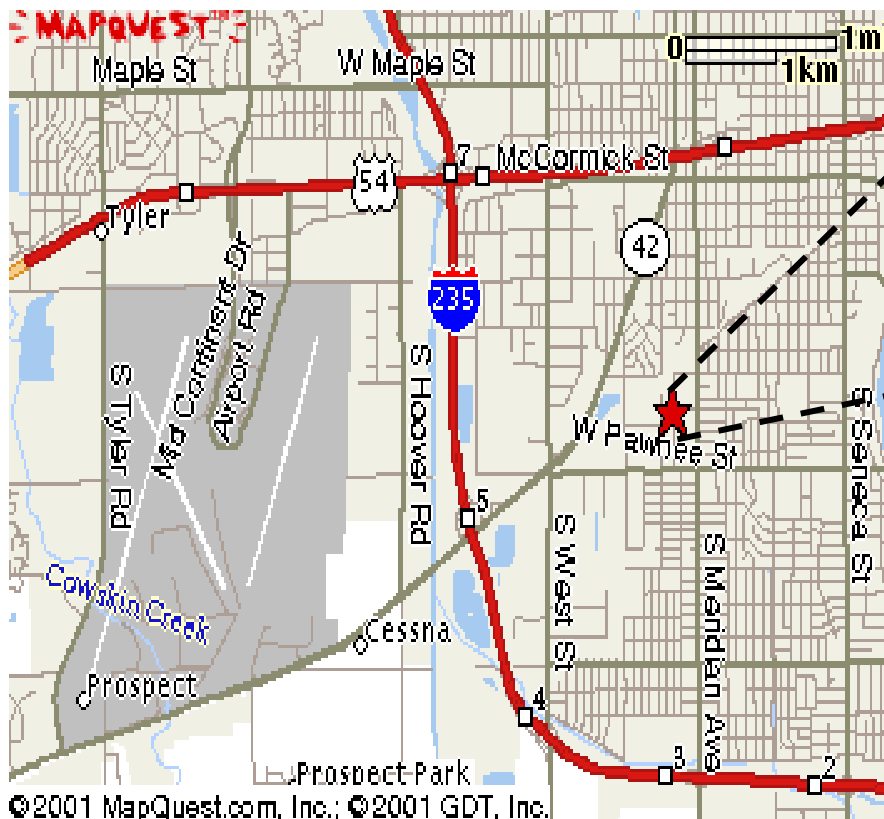 MAPQUEST™
0 1m
1km
Maple St
W Maple St
7
McCormick St
54
Tyler
42
Mid Continent Dr
Airport Rd
235
S Tyler Rd
S Hoover Rd
S Seneca St
W Pawnee St
5
S West St
S Meridian Ave
Cowskin Creek
Cessna
Prospect
4
3
2
Prospect Park
©2001 MapQuest.com, Inc.; ©2001 GDT, Inc.